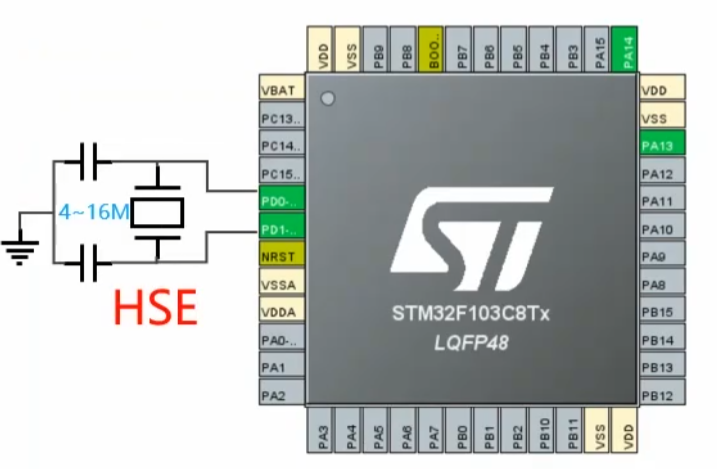 VDD
VSS
PB9
PB8
BOO..
PB7
PB6
PB5
PB4
PB3
PA15
PA14
VBAT
PC13..
PC14..
PC15..
PD0-..
PD1-..
NRST
VSSA
VDDA
PA0-..
PA1
PA2
4~16M
HSE
ST
STM32F103C8Tx
LQFP48
VDD
VSS
PA13
PA12
PA11
PA10
PA9
PA8
PB15
PB14
PB13
PB12
PA3
PA4
PA5
PA6
PA7
PB0
PB1
PB2
PB10
PB11
VSS
VDD